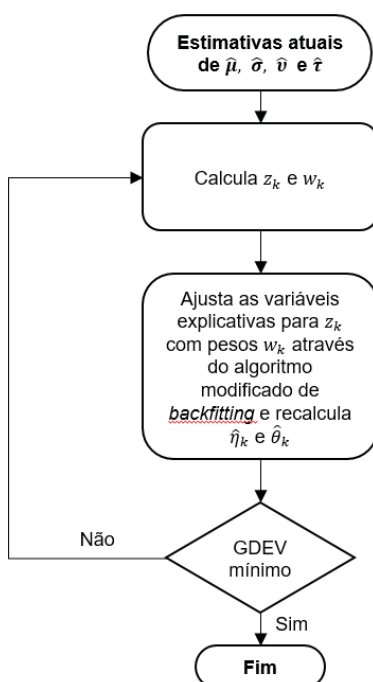 Estimativas atuais
de μ̂, σ̂, υ̂ e τ̂
Calcula z_k e w_k
Ajusta as variáveis
explicativas para z_k
com pesos w_k através
do algoritmo
modificado de
backfitting e recalcula
η̂_k e θ̂_k
Não
GDEV
mínimo
Sim
Fim